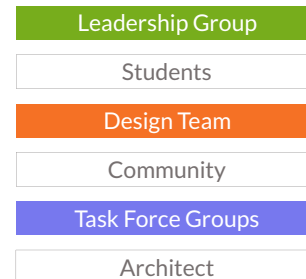 Leadership Group
Students
Design Team
Community
Task Force Groups
Architect